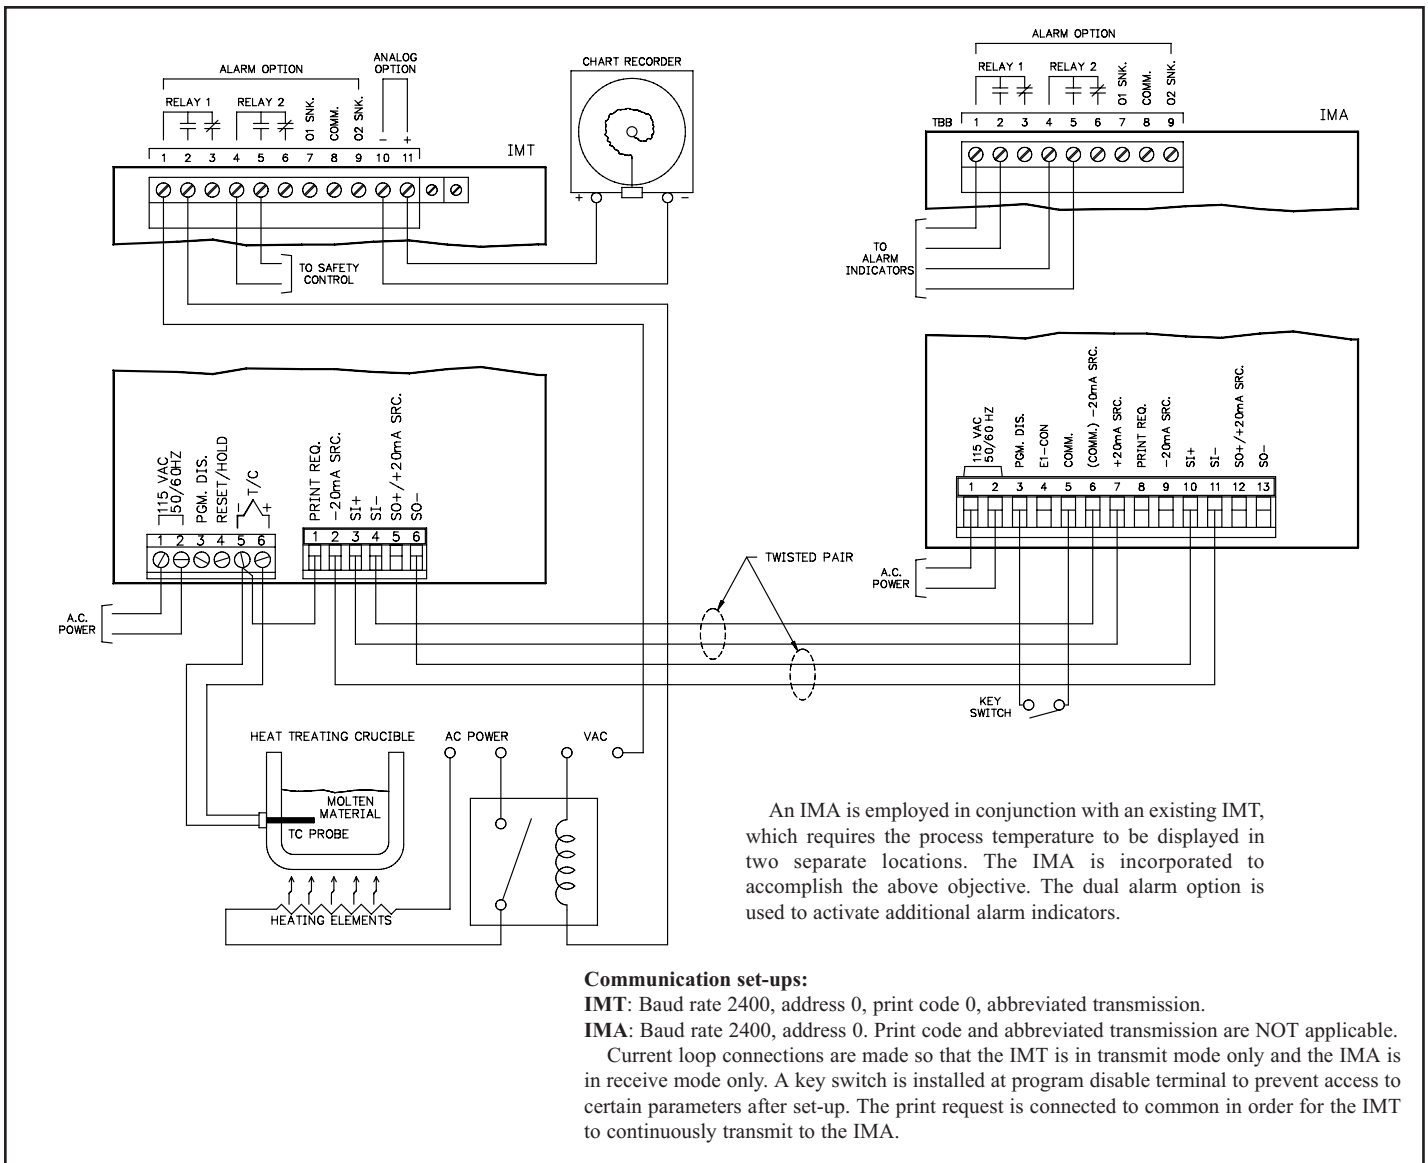 ALARM OPTION
ANALOG
OPTION
RELAY 1
RELAY 2
O1 SNK.
COMM.
O2 SNK.
- +
1 2 3 4 5 6 7 8 9 10 11
IMT
CHART RECORDER
+ -
TO SAFETY
CONTROL
ALARM OPTION
RELAY 1
RELAY 2
O1 SNK.
COMM.
O2 SNK.
TBB 1 2 3 4 5 6 7 8 9
IMA
TO
ALARM
INDICATORS
115 VAC
50/60HZ
PGM. DIS.
RESET/HOLD
- T/C +
1 2 3 4 5 6
PRINT REQ.
-20mA SRC.
SI+
SI-
SO+/+20mA SRC.
SO-
1 2 3 4 5 6
A.C.
POWER
115 VAC
50/60 HZ
PGM. DIS.
E1-CON
COMM.
(COMM.) -20mA SRC.
+20mA SRC.
PRINT REQ.
-20mA SRC.
SI+
SI-
SO+/+20mA SRC.
SO-
1 2 3 4 5 6 7 8 9 10 11 12 13
A.C.
POWER
TWISTED PAIR
KEY
SWITCH
HEAT TREATING CRUCIBLE
AC POWER
VAC
MOLTEN
MATERIAL
TC PROBE
HEATING ELEMENTS
An IMA is employed in conjunction with an existing IMT,
which requires the process temperature to be displayed in
two separate locations. The IMA is incorporated to
accomplish the above objective. The dual alarm option is
used to activate additional alarm indicators.
Communication set-ups:
IMT: Baud rate 2400, address 0, print code 0, abbreviated transmission.
IMA: Baud rate 2400, address 0. Print code and abbreviated transmission are NOT applicable.
Current loop connections are made so that the IMT is in transmit mode only and the IMA is
in receive mode only. A key switch is installed at program disable terminal to prevent access to
certain parameters after set-up. The print request is connected to common in order for the IMT
to continuously transmit to the IMA.